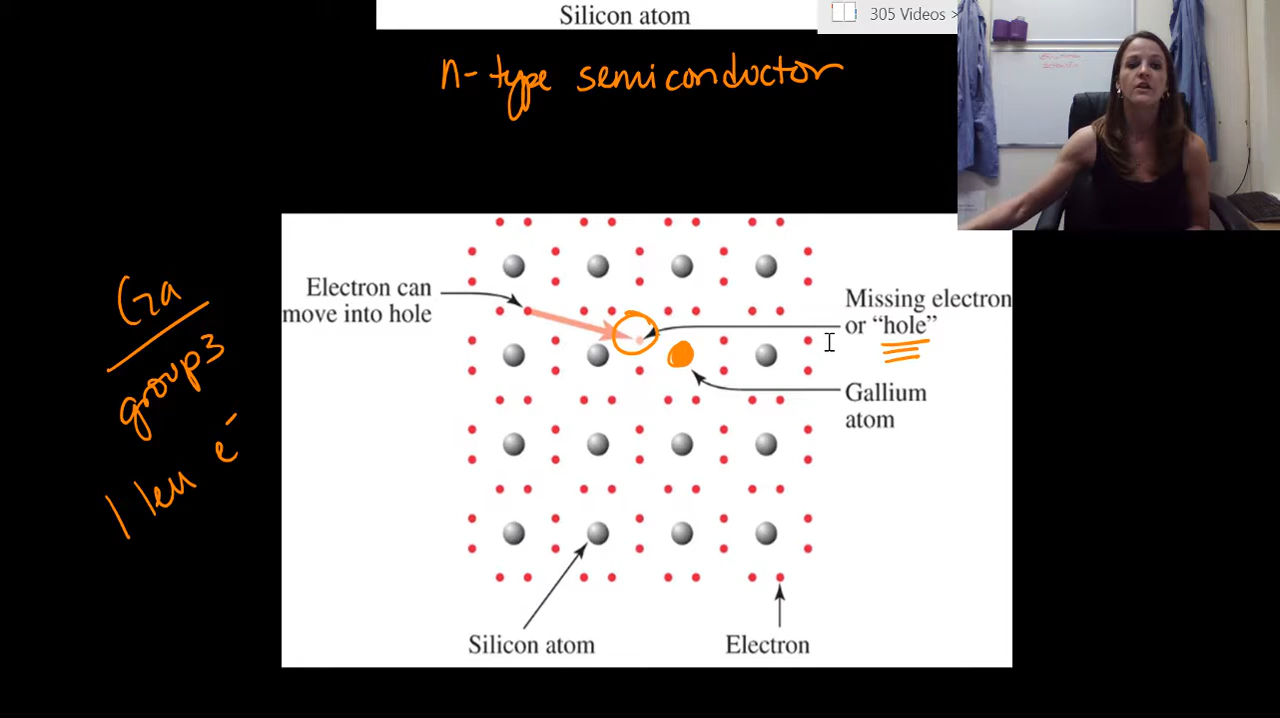 Silicon atom
305 Videos >
n-type semiconductor
Electron can
move into hole
Missing electron
or “hole”
Gallium
atom
Ga
group 3
1 less e⁻
Silicon atom
Electron